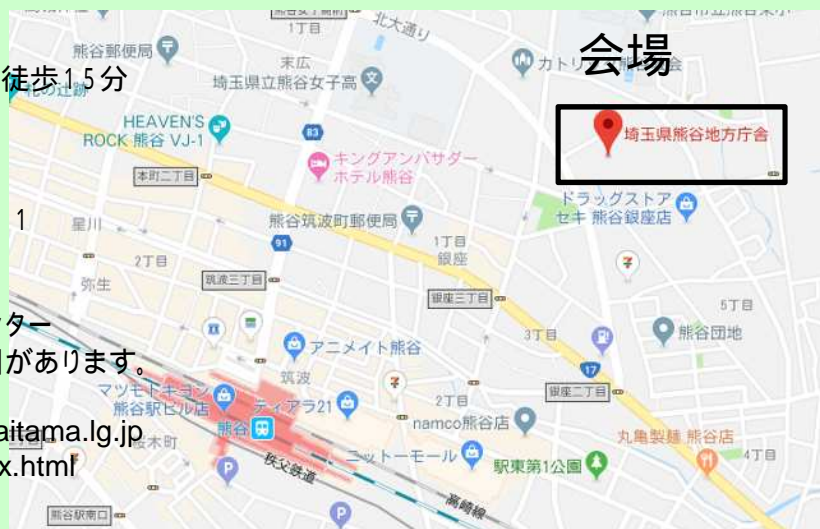 1丁目
北大通り
会場
熊谷郵便局
末広
埼玉県立熊谷女子高
徒歩15分
HEAVEN'S
ROCK 熊谷 VJ-1
83
埼玉県熊谷地方庁舎
キングアンバサダー
ホテル熊谷
本町二丁目
ドラッグストア
セキ 熊谷銀座店
1
星川
熊谷筑波町郵便局
91
1丁目
銀座
2丁目
弥生
筑波三丁目
銀座三丁目
5丁目
ター
アニメイト熊谷
3丁目
熊谷団地
があります。
筑波
17
マツモトキヨシ
熊谷駅ビル店
ティアラ21
2丁目
銀座二丁目
namco熊谷店
aitama.lg.jp
熊谷
桜木町
丸亀製麺 熊谷店
x.html
秩父鉄道
ニットーモール
駅東第1公園
4丁目
高崎線
熊谷駅南口